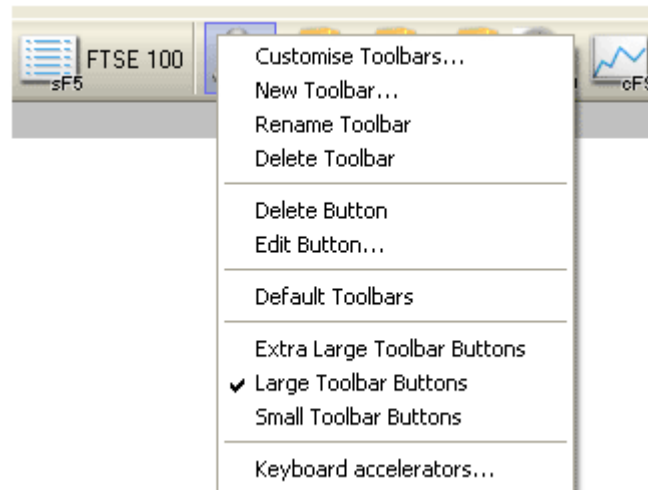 FTSE 100
sF5
Customise Toolbars...
New Toolbar...
Rename Toolbar
Delete Toolbar
Delete Button
Edit Button...
Default Toolbars
Extra Large Toolbar Buttons
Large Toolbar Buttons
Small Toolbar Buttons
Keyboard accelerators...